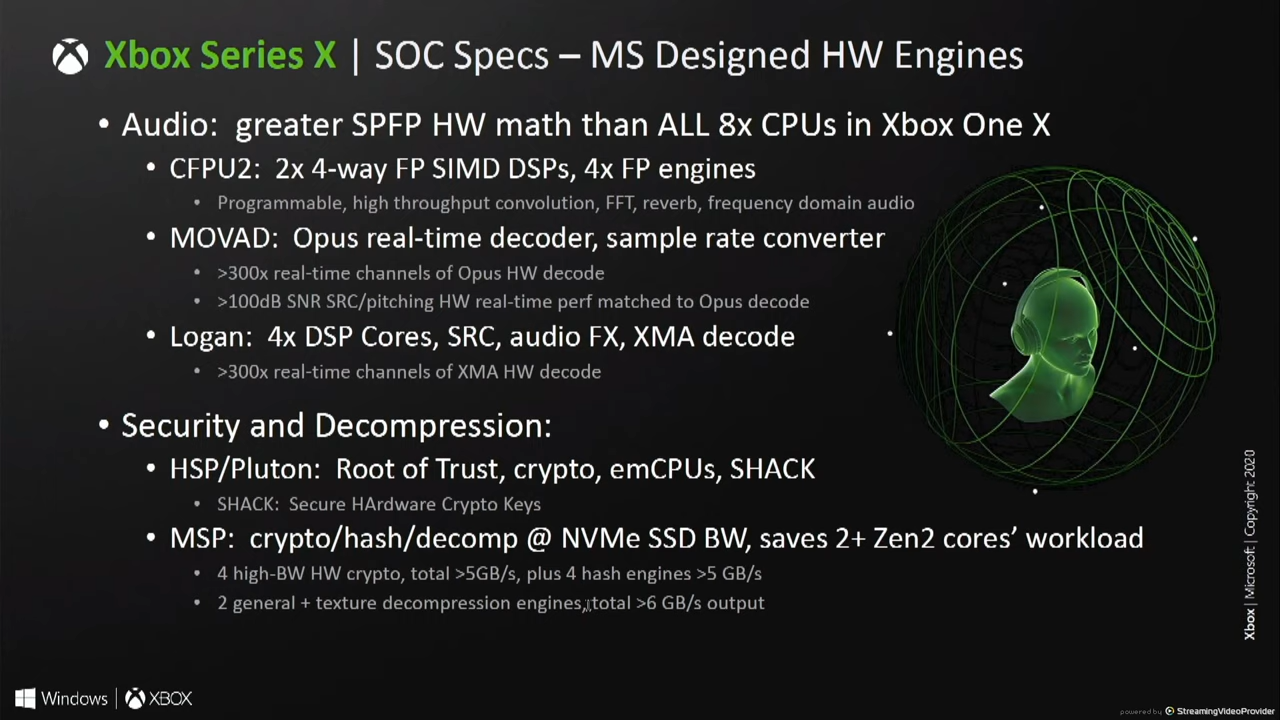 Xbox Series X | SOC Specs – MS Designed HW Engines
• Audio: greater SPFP HW math than ALL 8x CPUs in Xbox One X
• CFPU2: 2x 4-way FP SIMD DSPs, 4x FP engines
• Programmable, high throughput convolution, FFT, reverb, frequency domain audio
• MOVAD: Opus real-time decoder, sample rate converter
• >300x real-time channels of Opus HW decode
• >100dB SNR SRC/pitching HW real-time perf matched to Opus decode
• Logan: 4x DSP Cores, SRC, audio FX, XMA decode
• >300x real-time channels of XMA HW decode
• Security and Decompression:
• HSP/Pluton: Root of Trust, crypto, emCPUs, SHACK
• SHACK: Secure HArdware Crypto Keys
• MSP: crypto/hash/decomp @ NVMe SSD BW, saves 2+ Zen2 cores’ workload
• 4 high-BW HW crypto, total >5GB/s, plus 4 hash engines >5 GB/s
• 2 general + texture decompression engines, total >6 GB/s output
Xbox | Microsoft | Copyright 2020
Windows | XBOX
powered by StreamingVideoProvider